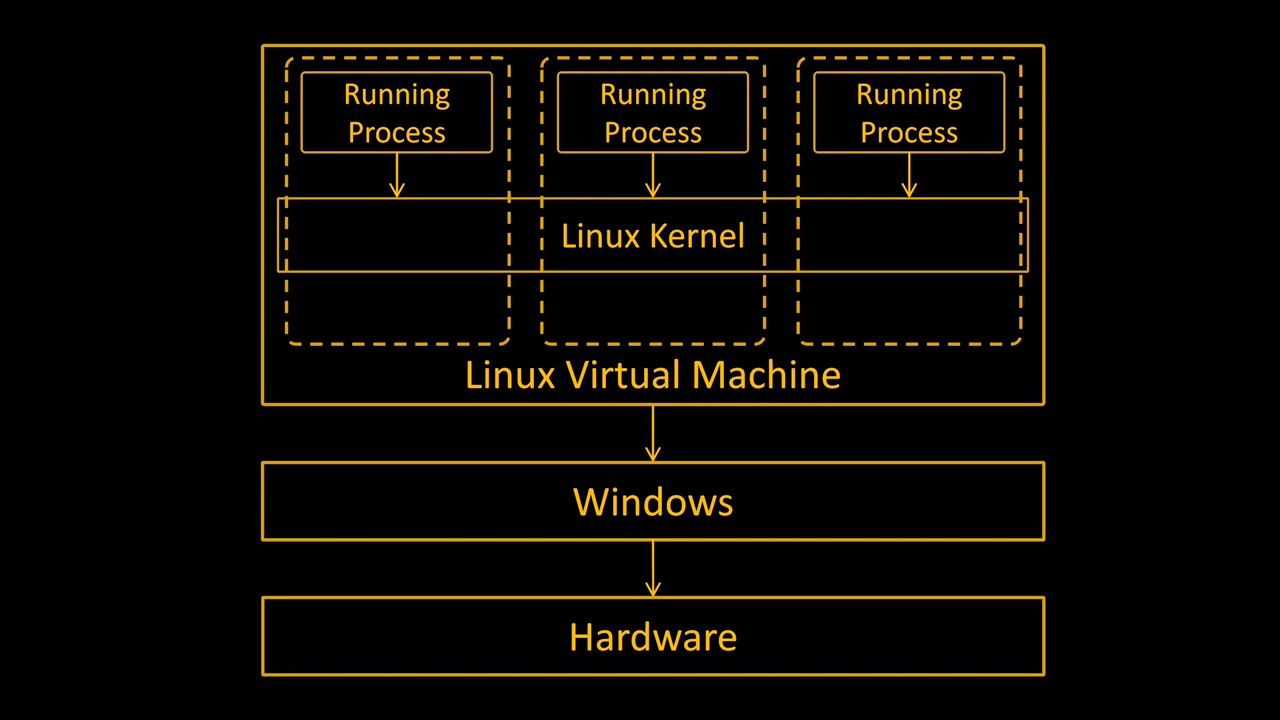 Running
Process
Running
Process
Running
Process
Linux Kernel
Linux Virtual Machine
Windows
Hardware